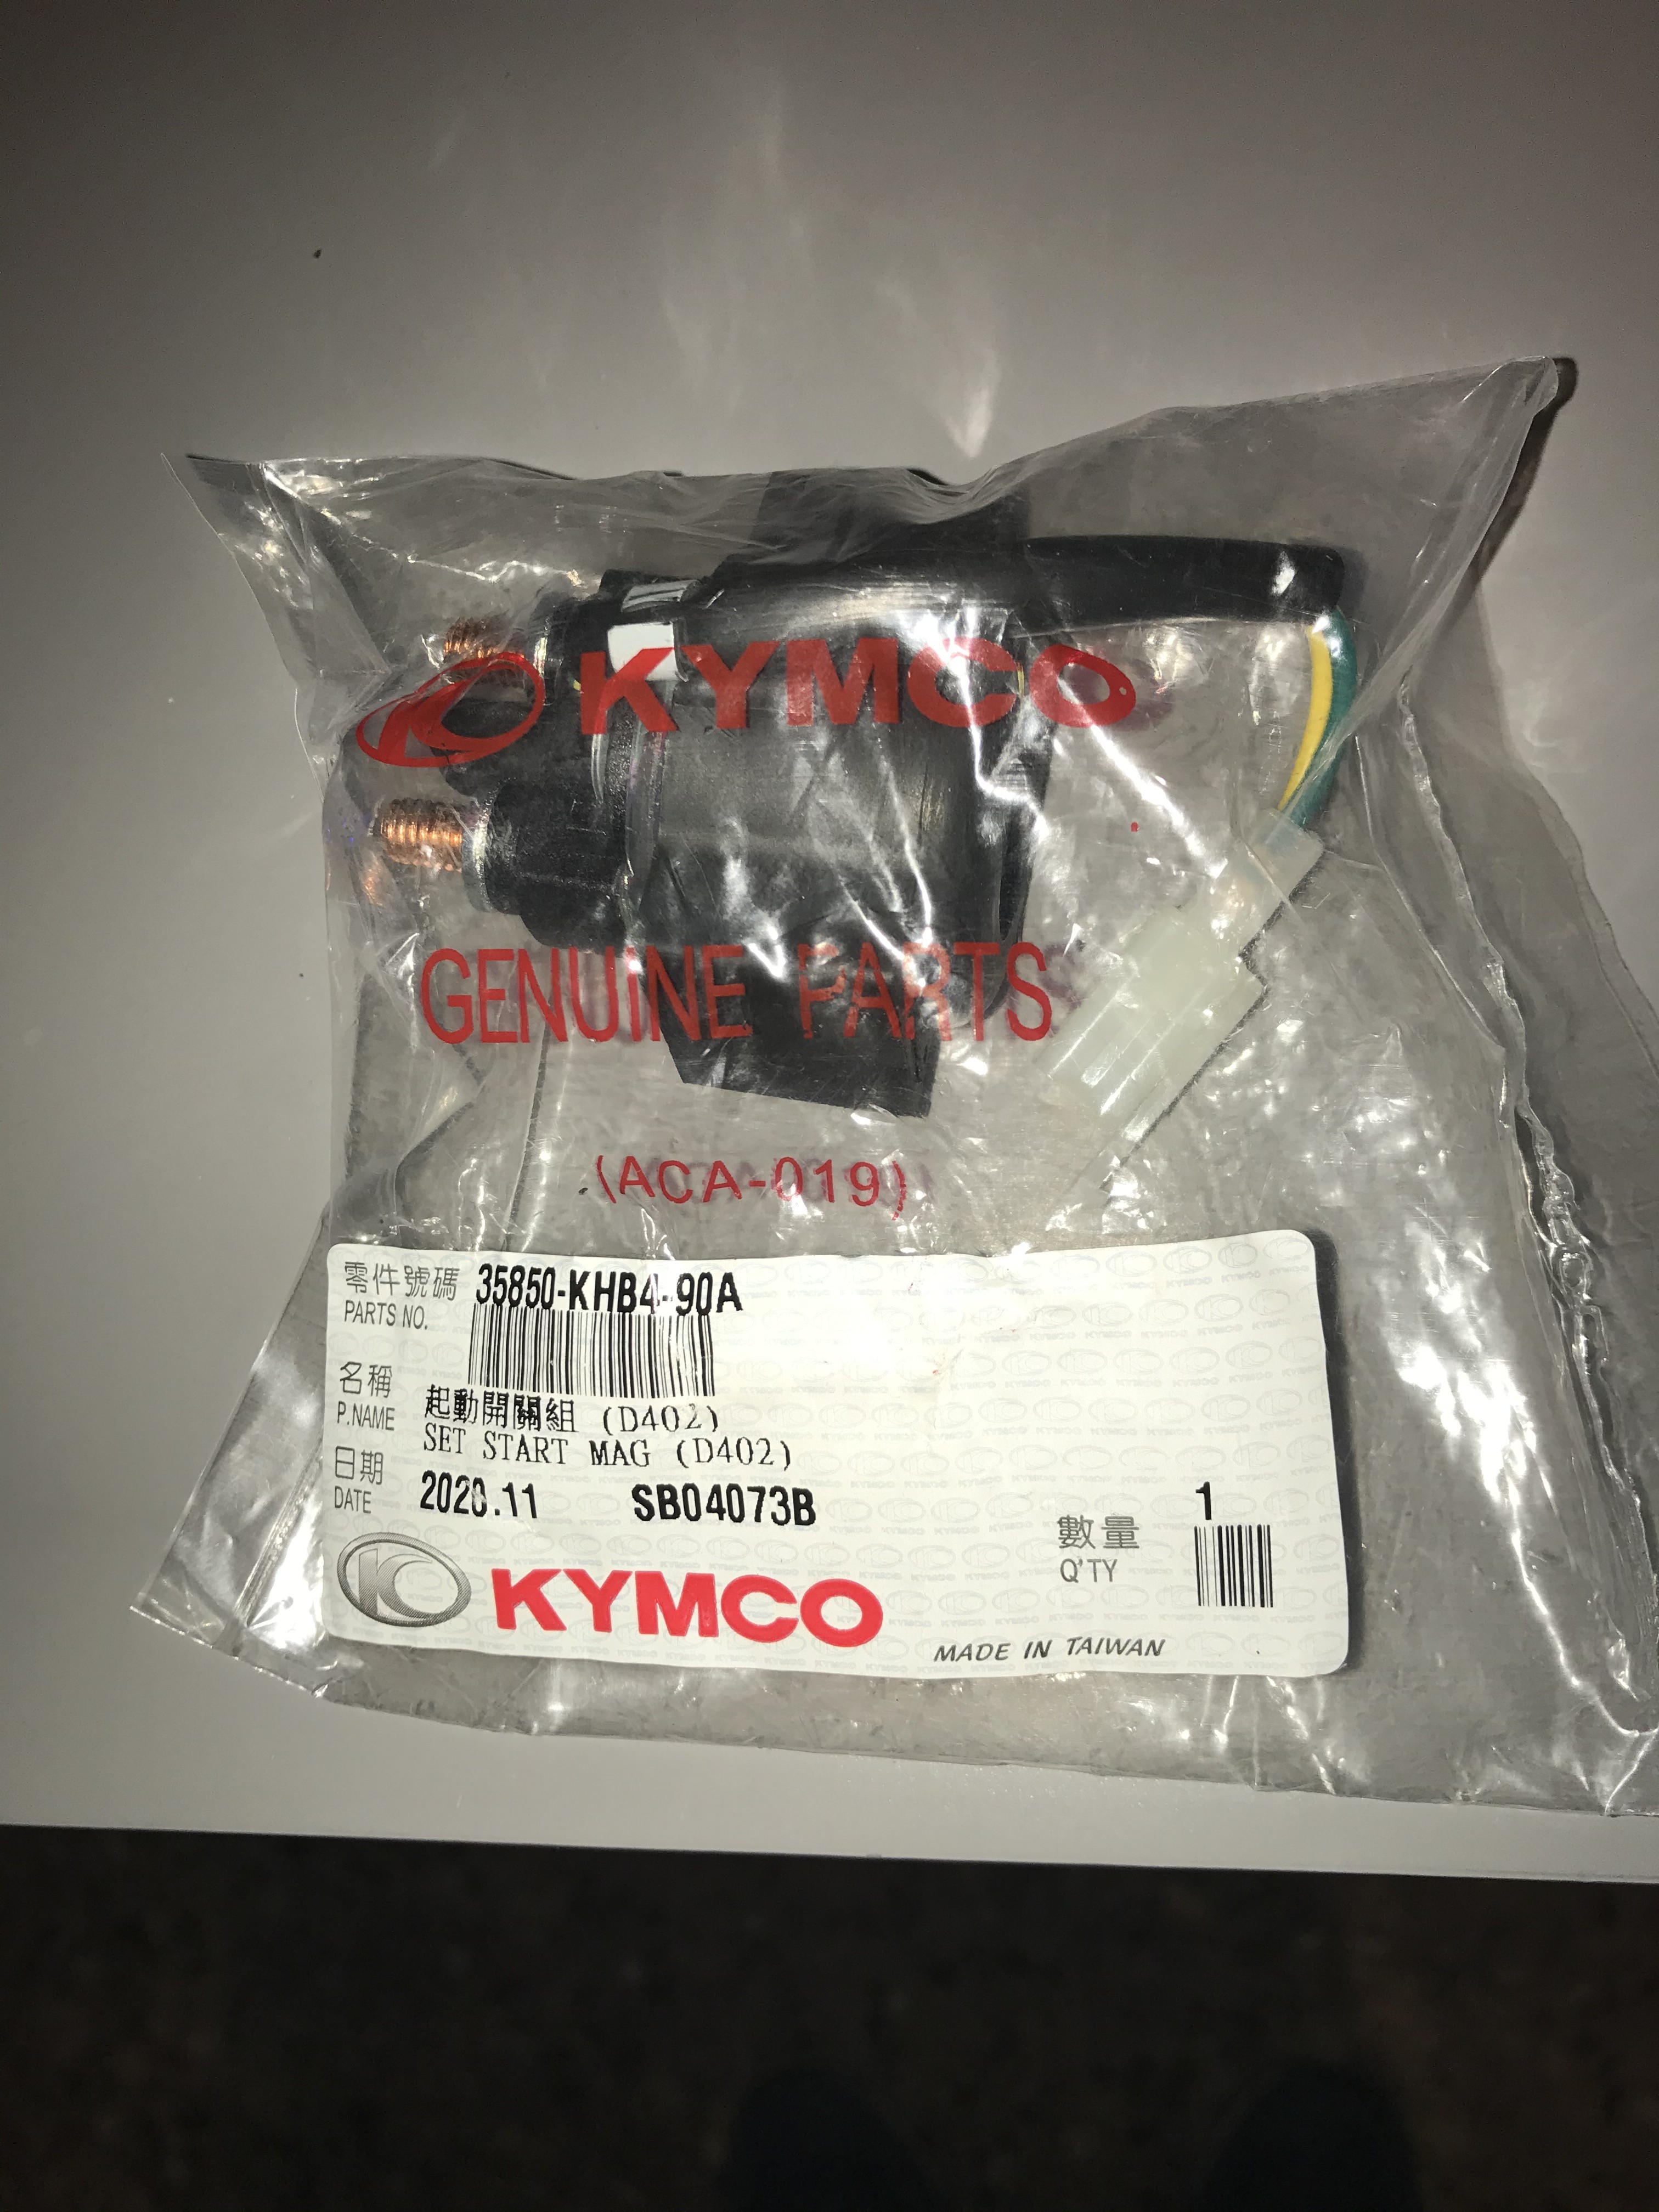 KYMCO
GENUINE PARTS
(ACA-019)
零件號碼 35850-KHB4-90A
PARTS NO.
名稱 起動開關組 (D402)
P.NAME SET START MAG (D402)
日期
DATE 2020.11 SB04073B
數量 1
Q'TY
KYMCO
MADE IN TAIWAN